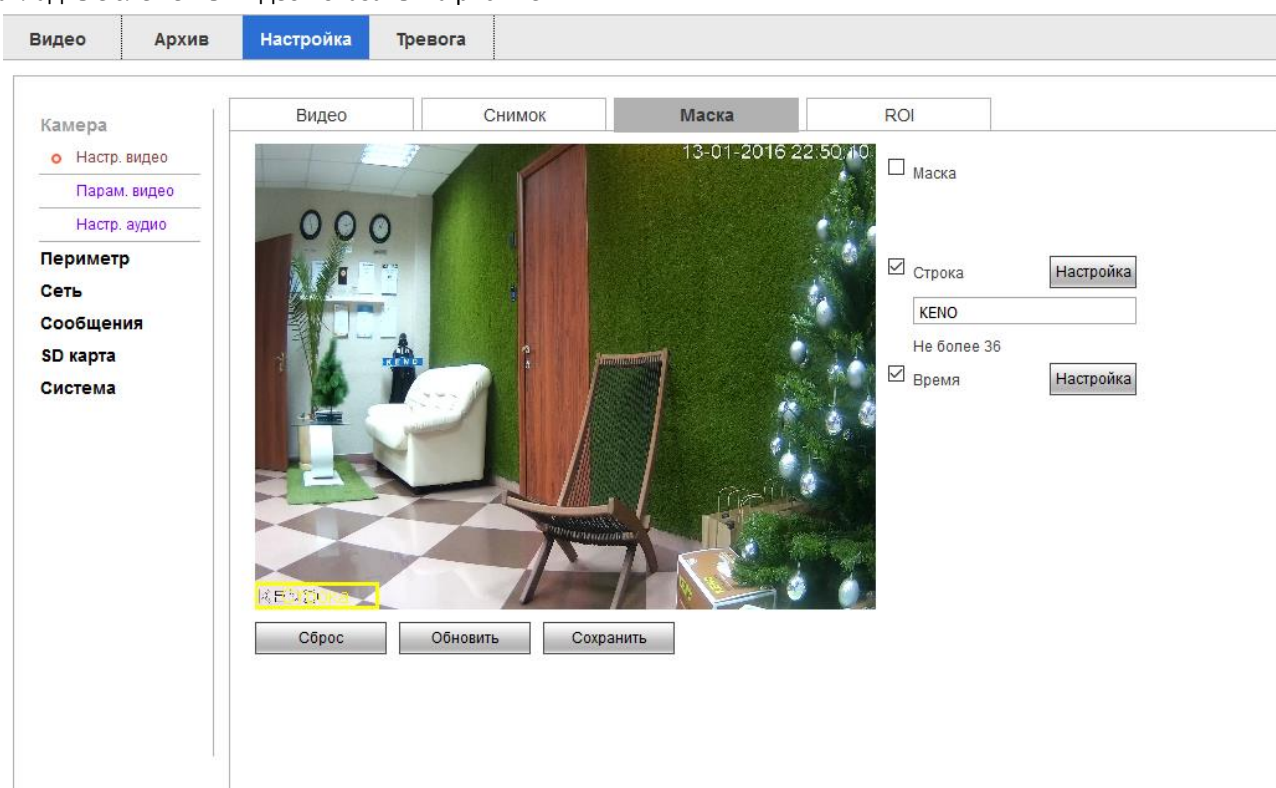 Видео Архив Настройка Тревога
Камера
Настр. видео
Парам. видео
Настр. аудио
Периметр
Сеть
Сообщения
SD карта
Система
Видео Снимок Маска ROI
13-01-2016 22:50:10
KENO
Маска
Строка Настройка
KENO
Не более 36
Время Настройка
Сброс Обновить Сохранить